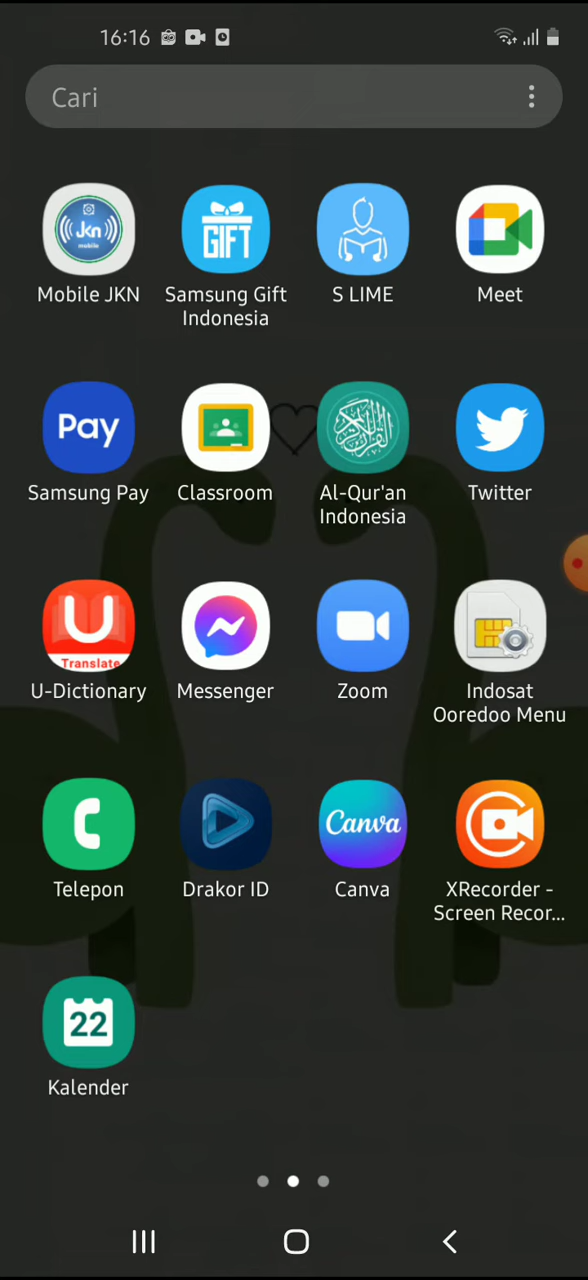 16:16
Cari
Jkn
mobile
GIFT
Mobile JKN
Samsung Gift
Indonesia
S LIME
Meet
Pay
Samsung Pay
Classroom
Al-Qur'an
Indonesia
Twitter
U
Translate
U-Dictionary
Messenger
Zoom
Indosat
Ooredoo Menu
Telepon
Drakor ID
Canva
Canva
XRecorder -
Screen Recor...
22
Kalender